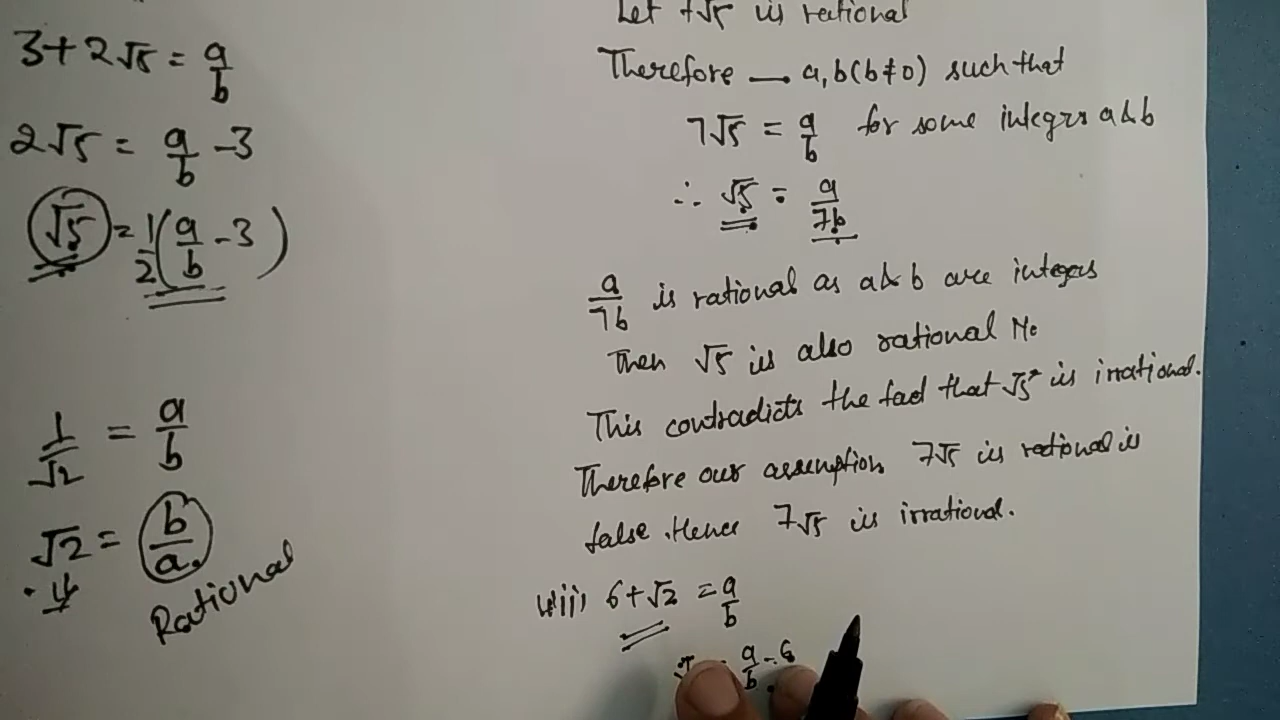 3+2√5 = a/b
2√5 = a/b -3
√5 = 1/2(a/b -3)
1/√2 = a/b
√2 = b/a
Rational
Let 7√5 is rational
Therefore — a,b(b≠0) such that
7√5 = a/b for some integers a & b
∴ √5 = a/7b
a/7b is rational as a & b are integers
Then √5 is also rational No
This contradicts the fact that √5 is irrational.
Therefore our assumption, 7√5 is rational is
false. Hence 7√5 is irrational.
6+√2 = a/b
a/b - 6